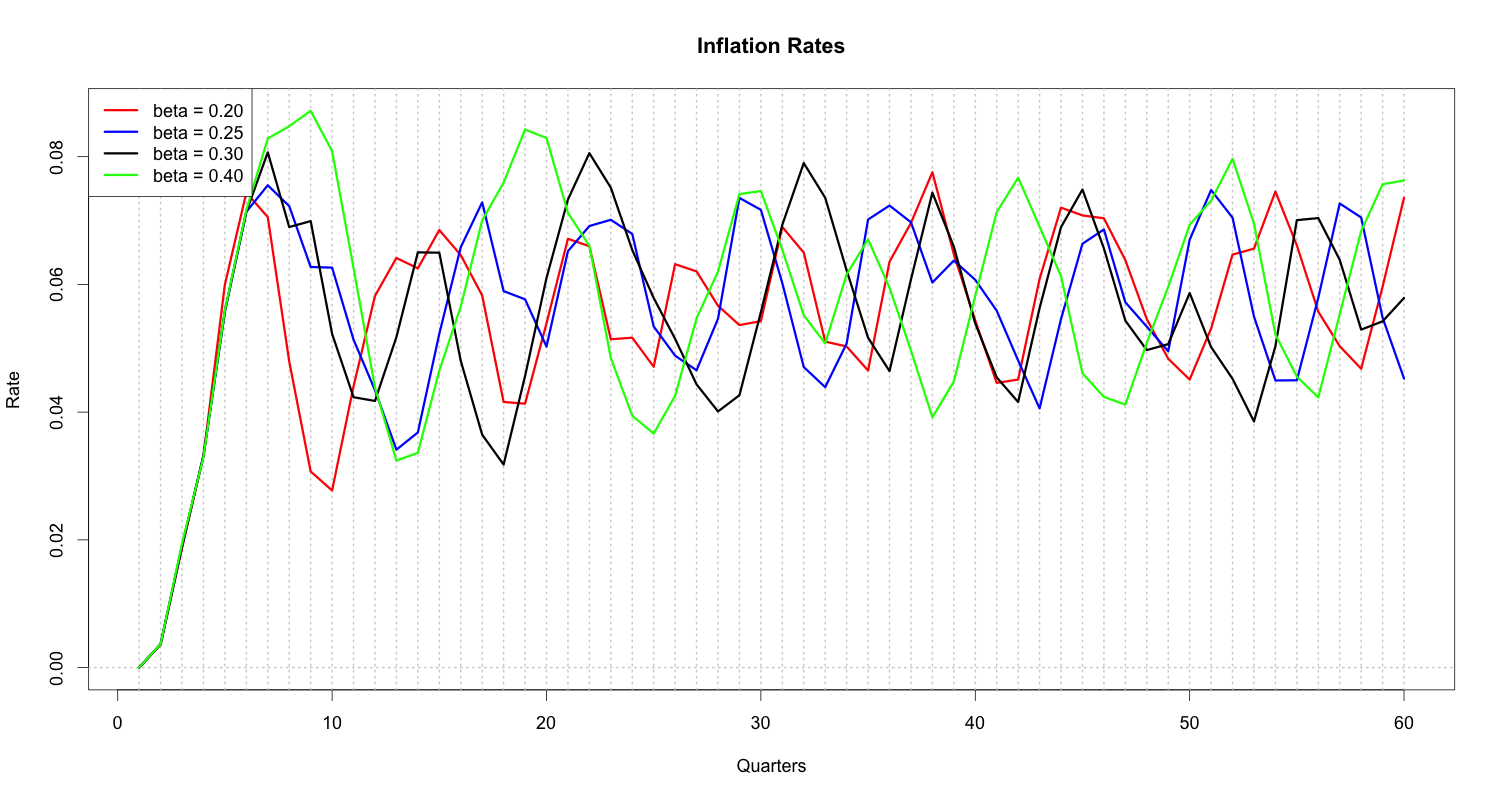 Inflation Rates
beta = 0.20
beta = 0.25
beta = 0.30
beta = 0.40
Rate
0.08
0.06
0.04
0.02
0.00
0 10 20 30 40 50 60
Quarters